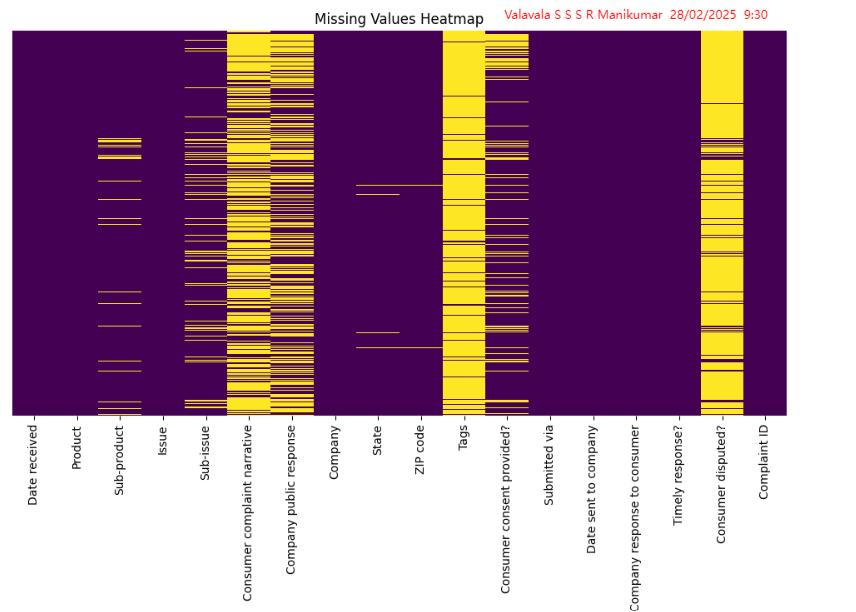 Missing Values Heatmap
Valavala S S S R Manikumar 28/02/2025 9:30
Date received
Product
Sub-product
Issue
Sub-issue
Consumer complaint narrative
Company public response
Company
State
ZIP code
Tags
Consumer consent provided?
Submitted via
Date sent to company
Company response to consumer
Timely response?
Consumer disputed?
Complaint ID